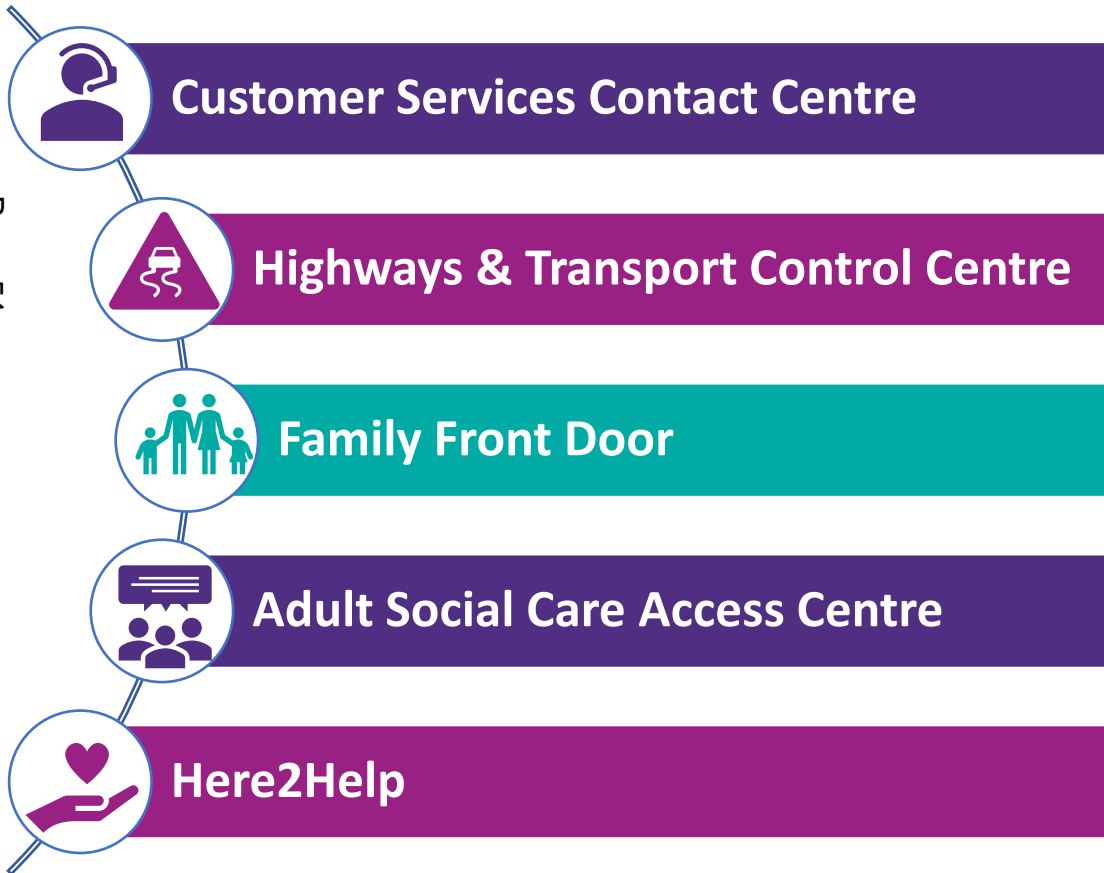 Customer Services Contact Centre
Highways & Transport Control Centre
Family Front Door
Adult Social Care Access Centre
Here2Help